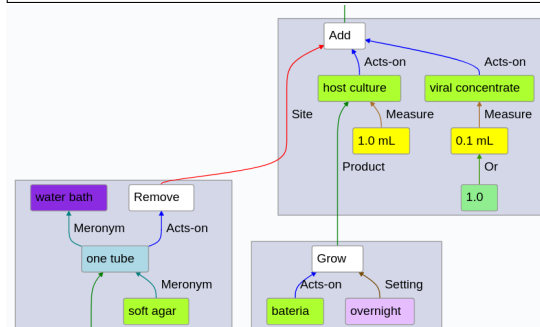 Add
Acts-on
Acts-on
host culture
viral concentrate
Site
Measure
Measure
1.0 mL
0.1 mL
Product
Or
water bath
Remove
1.0
Meronym
Acts-on
one tube
Grow
Meronym
Acts-on
Setting
soft agar
bateria
overnight